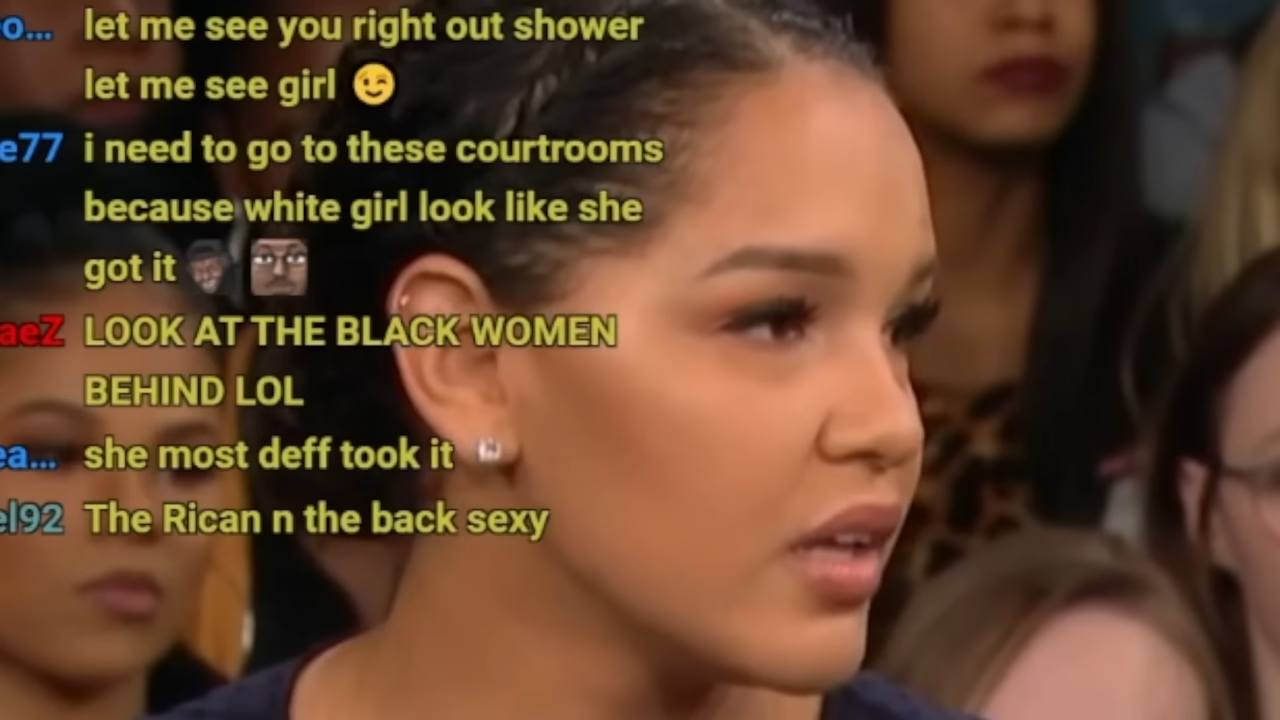 o... let me see you right out shower
let me see girl 😉
e77 i need to go to these courtrooms
because white girl look like she
got it
aeZ LOOK AT THE BLACK WOMEN
BEHIND LOL
ea... she most deff took it
el92 The Rican n the back sexy